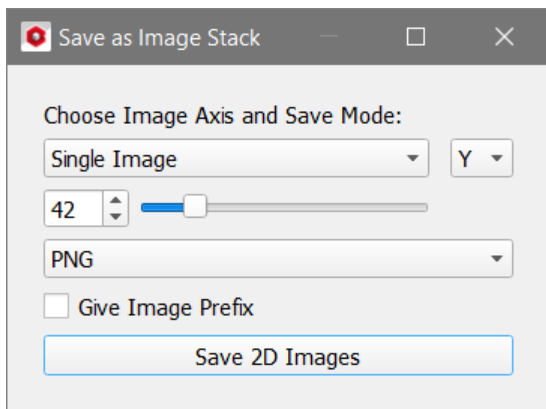 Save as Image Stack
Choose Image Axis and Save Mode:
Single Image Y
42
PNG
Give Image Prefix
Save 2D Images